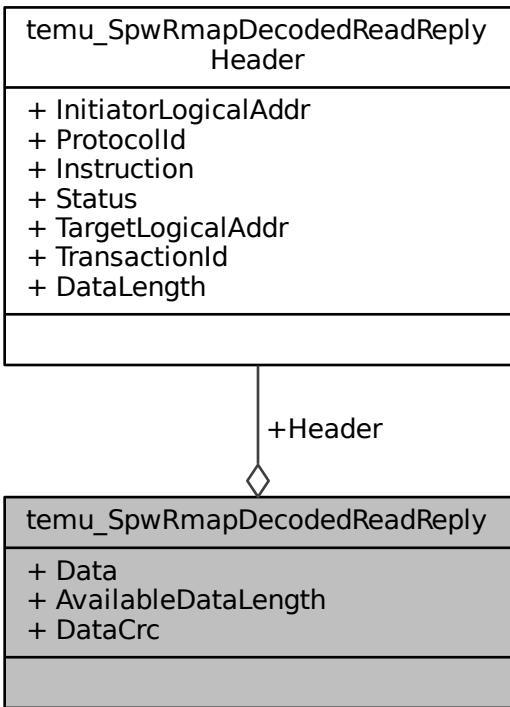 temu_SpwRmapDecodedReadReply
Header
+ InitiatorLogicalAddr
+ ProtocolId
+ Instruction
+ Status
+ TargetLogicalAddr
+ TransactionId
+ DataLength
+Header
temu_SpwRmapDecodedReadReply
+ Data
+ AvailableDataLength
+ DataCrc